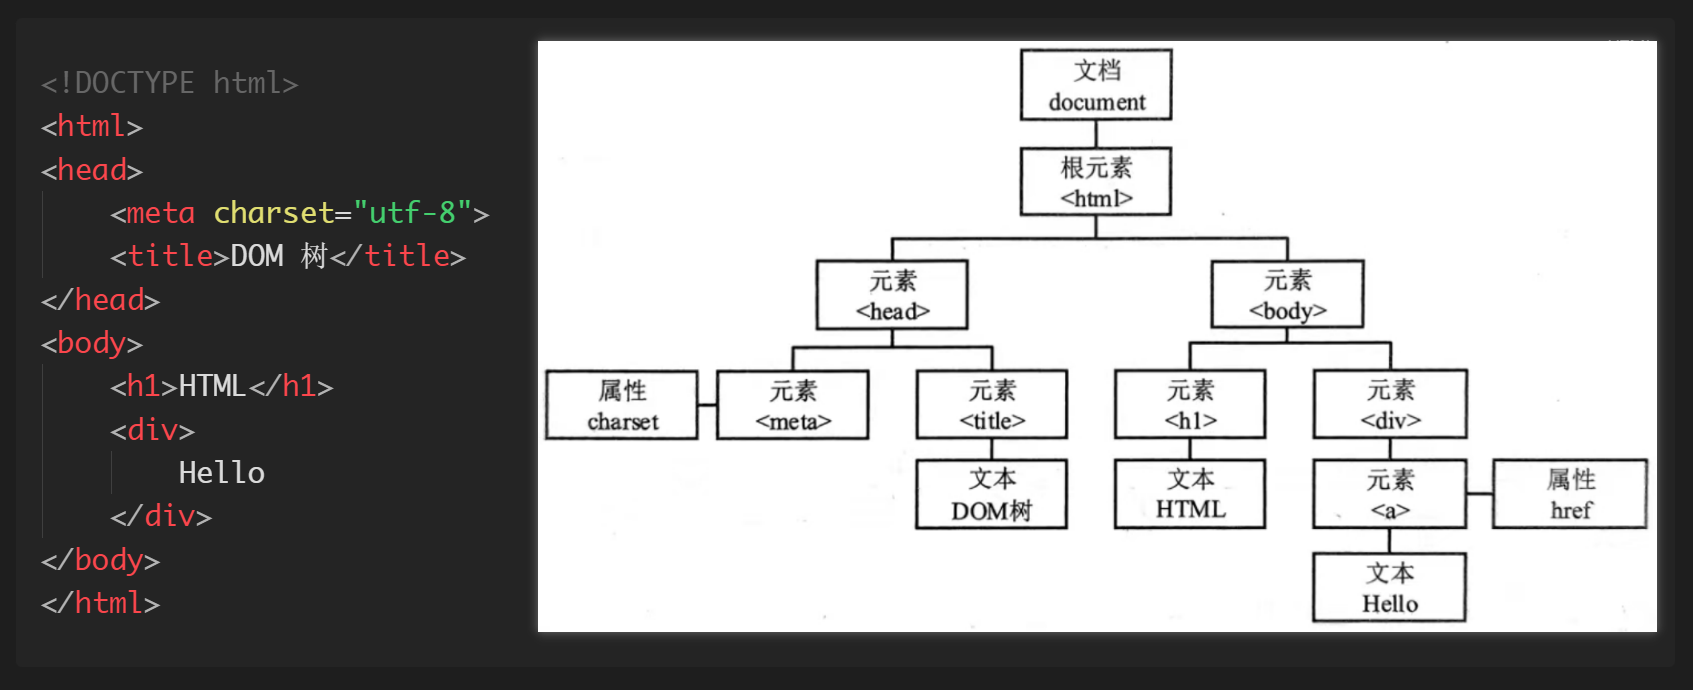 <!DOCTYPE html>
<html>
<head>
<meta charset="utf-8">
<title>DOM 树</title>
</head>
<body>
<h1>HTML</h1>
<div>
Hello
</div>
</body>
</html>
文档
document
根元素
<html>
元素
<head>
元素
<body>
属性
charset
元素
<meta>
元素
<title>
元素
<h1>
元素
<div>
文本
DOM树
文本
HTML
元素
<a>
属性
href
文本
Hello